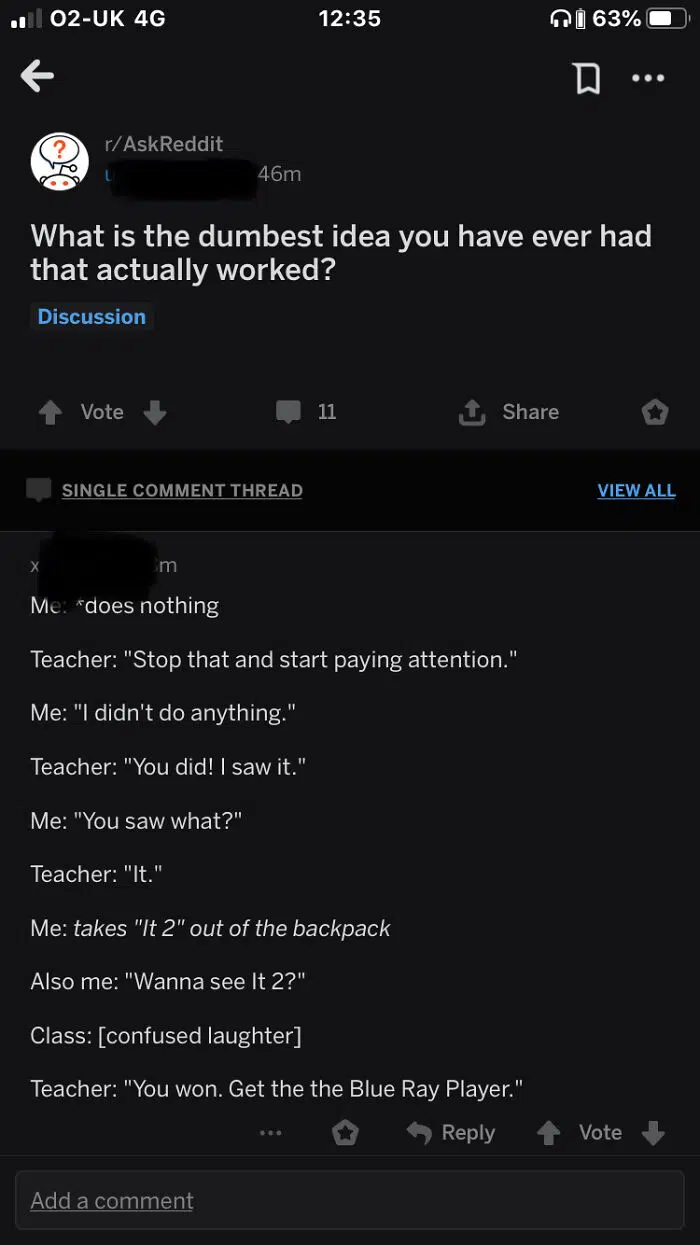 O2-UK 4G 12:35 63%
r/AskReddit
46m
What is the dumbest idea you have ever had
that actually worked?
Discussion
Vote 11 Share
SINGLE COMMENT THREAD VIEW ALL
Me: *does nothing
Teacher: "Stop that and start paying attention."
Me: "I didn't do anything."
Teacher: "You did! I saw it."
Me: "You saw what?"
Teacher: "It."
Me: takes "It 2" out of the backpack
Also me: "Wanna see It 2?"
Class: [confused laughter]
Teacher: "You won. Get the the Blue Ray Player."
Reply Vote
Add a comment